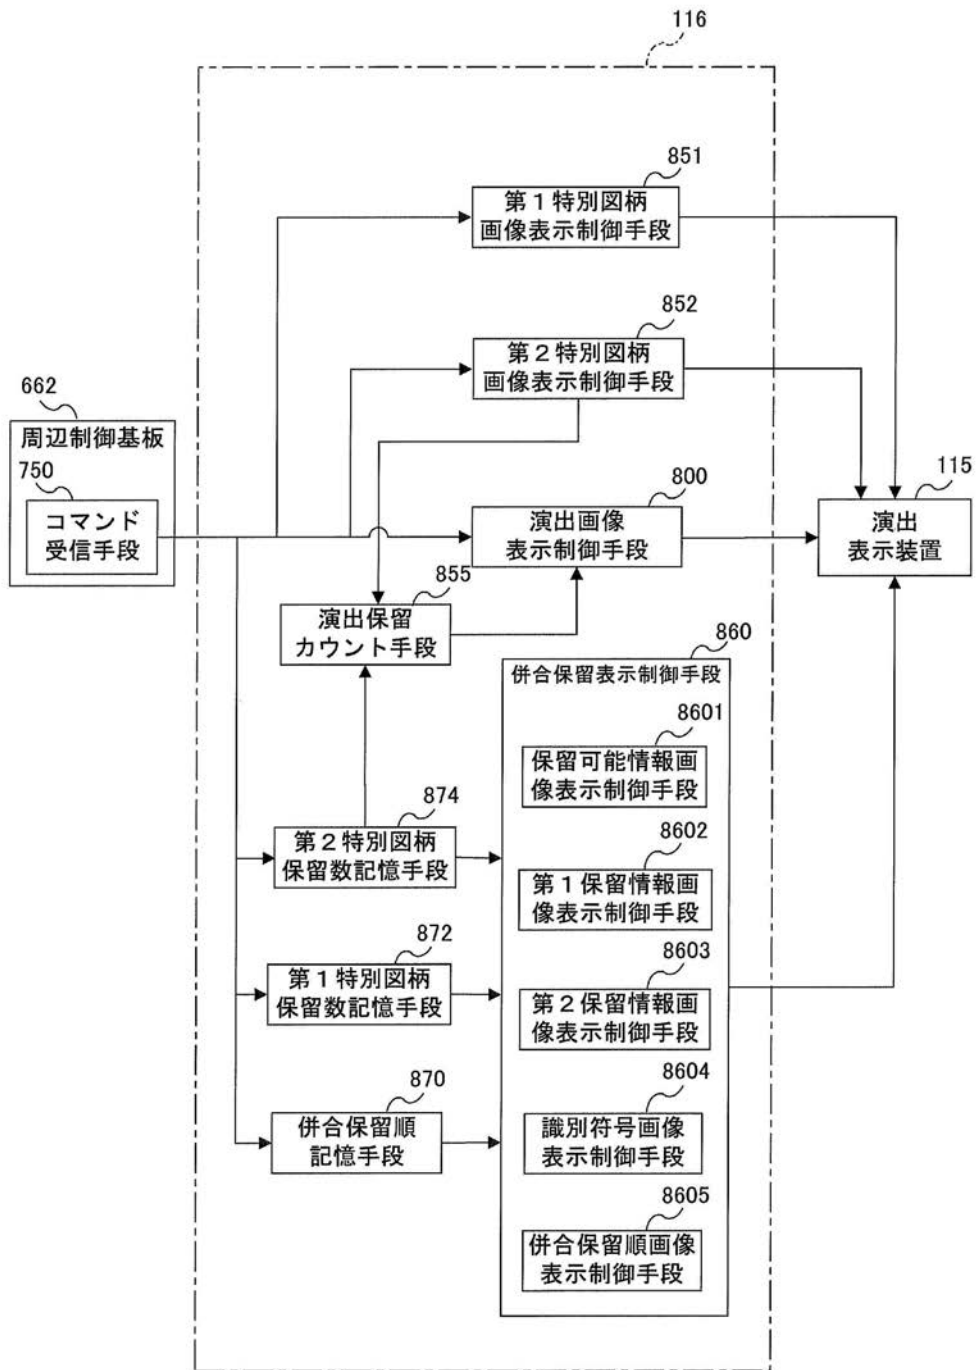 116
851
第１特別図柄
画像表示制御手段
852
第２特別図柄
画像表示制御手段
662
周辺制御基板
750
コマンド
受信手段
800
演出画像
表示制御手段
115
演出
表示装置
855
演出保留
カウント手段
860
併合保留表示制御手段
8601
保留可能情報画
像表示制御手段
874
第２特別図柄
保留数記憶手段
8602
第１保留情報画
像表示制御手段
872
第１特別図柄
保留数記憶手段
8603
第２保留情報画
像表示制御手段
870
併合保留順
記憶手段
8604
識別符号画像
表示制御手段
8605
併合保留順画像
表示制御手段